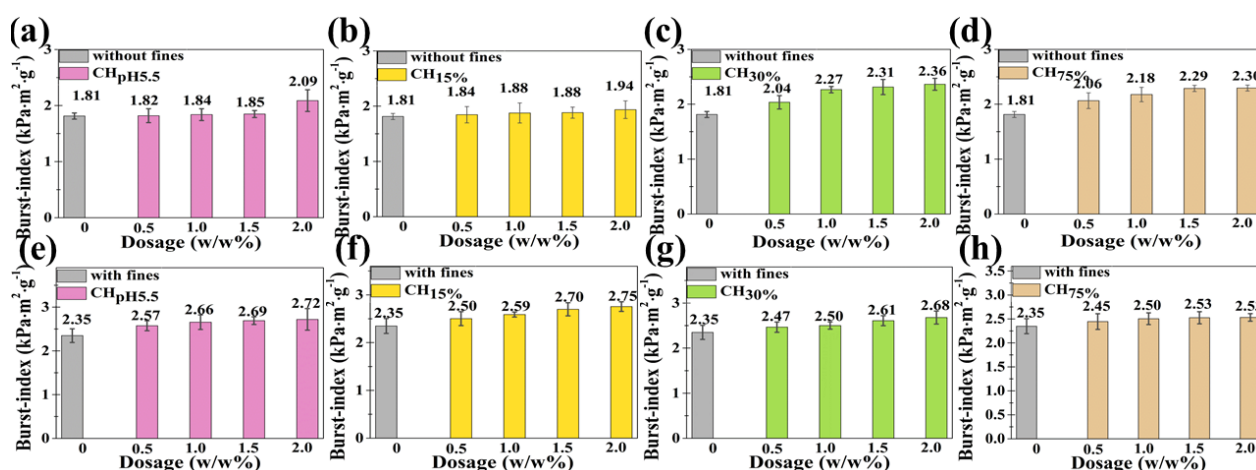 (a)
without fines
CHpH5.5
Burst-index (kPa·m²·g⁻¹)
3
2
1
0
1.81
1.82
1.84
1.85
2.09
0
0.5
1.0
1.5
2.0
Dosage (w/w%)
(b)
without fines
CH15%
Burst-index (kPa·m²·g⁻¹)
3
2
1
0
1.81
1.84
1.88
1.88
1.94
0
0.5
1.0
1.5
2.0
Dosage (w/w%)
(c)
without fines
CH30%
Burst-index (kPa·m²·g⁻¹)
3
2
1
0
1.81
2.04
2.27
2.31
2.36
0
0.5
1.0
1.5
2.0
Dosage (w/w%)
(d)
without fines
CH75%
Burst-index (kPa·m²·g⁻¹)
3
2
1
0
1.81
2.06
2.18
2.29
2.30
0
0.5
1.0
1.5
2.0
Dosage (w/w%)
(e)
with fines
CHpH5.5
Burst-index (kPa·m²·g⁻¹)
3
2
1
0
2.35
2.57
2.66
2.69
2.72
0
0.5
1.0
1.5
2.0
Dosage (w/w%)
(f)
with fines
CH15%
Burst-index (kPa·m²·g⁻¹)
3
2
1
0
2.35
2.50
2.59
2.70
2.75
0
0.5
1.0
1.5
2.0
Dosage (w/w%)
(g)
with fines
CH30%
Burst-index (kPa·m²·g⁻¹)
3
2
1
0
2.35
2.47
2.50
2.61
2.68
0
0.5
1.0
1.5
2.0
Dosage (w/w%)
(h)
with fines
CH75%
Burst-index (kPa·m²·g⁻¹)
3.5
3.0
2.5
2.0
1.5
1.0
0.5
0.0
2.35
2.45
2.50
2.53
0
0.5
1.0
1.5
2.0
Dosage (w/w%)